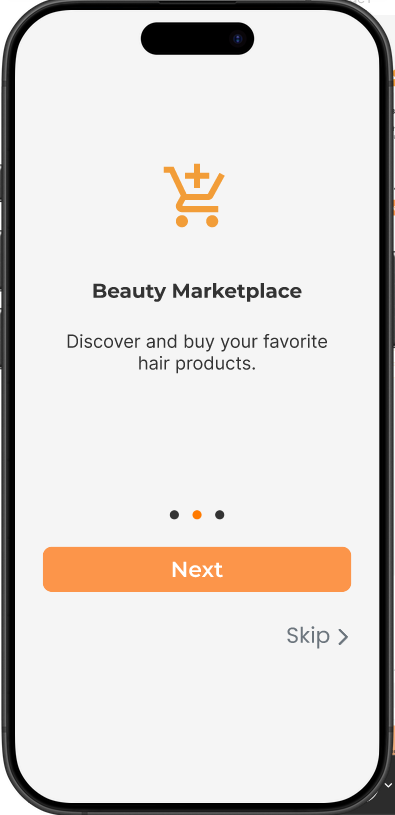 Beauty Marketplace
Discover and buy your favorite
hair products.
Next
Skip